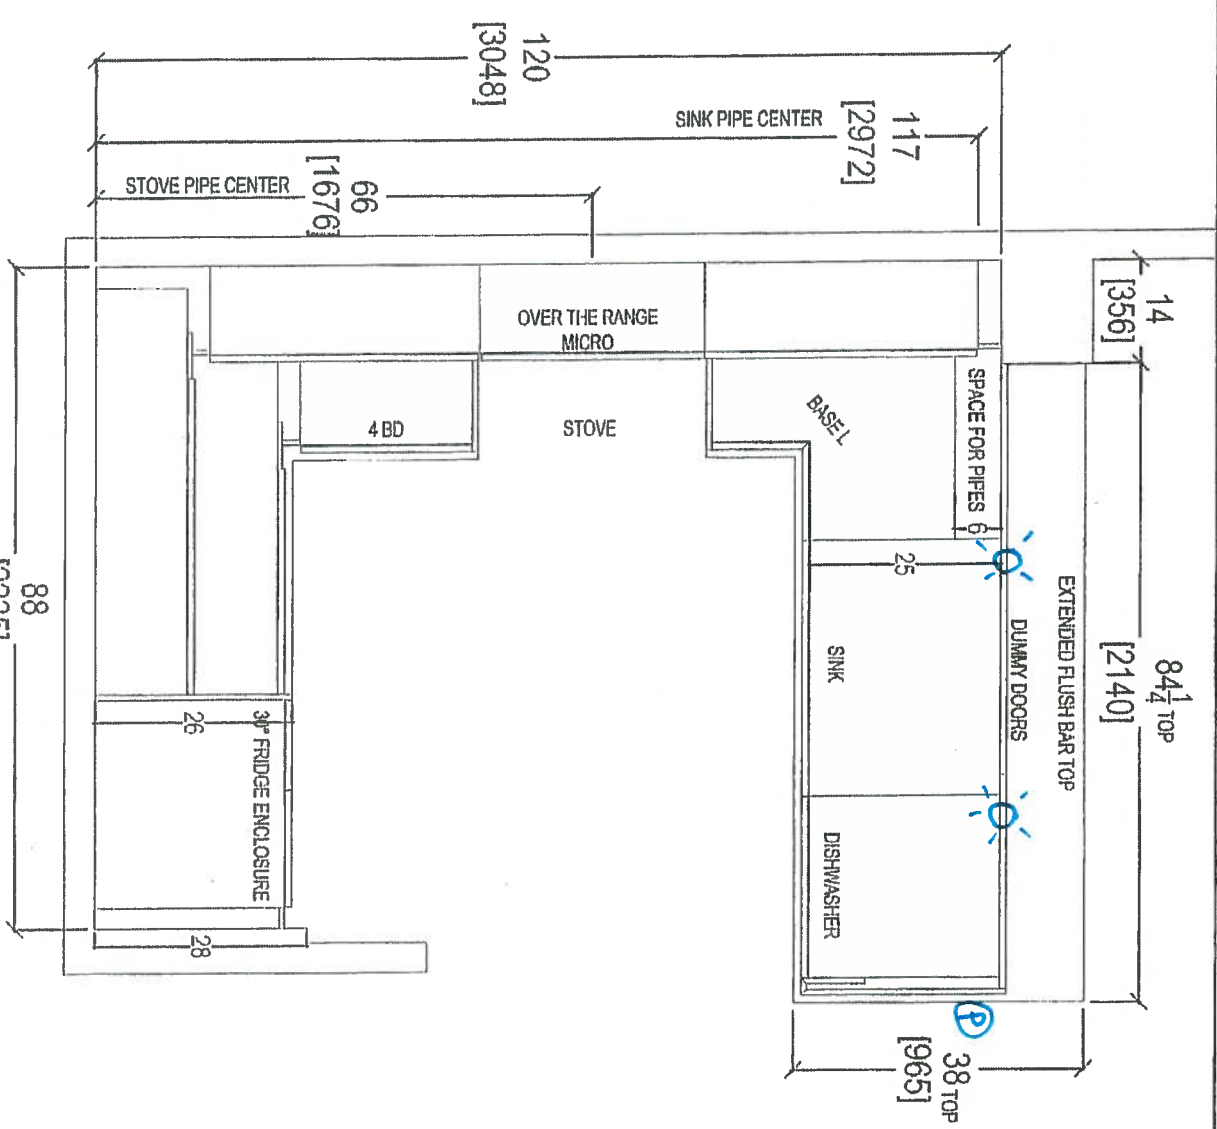 120
[3048]
117
[2972]
SINK PIPE CENTER
66
[1676]
STOVE PIPE CENTER
14
[356]
OVER THE RANGE
MICRO
4 BD
STOVE
BASE L
SPACE FOR PIPES
6
25
SINK
DUMMY DOORS
EXTENDED FLUSH BAR TOP
84 1/4 TOP
[2140]
DISHWASHER
30" FRIDGE ENCLOSURE
26
28
88
P
38 TOP
[965]